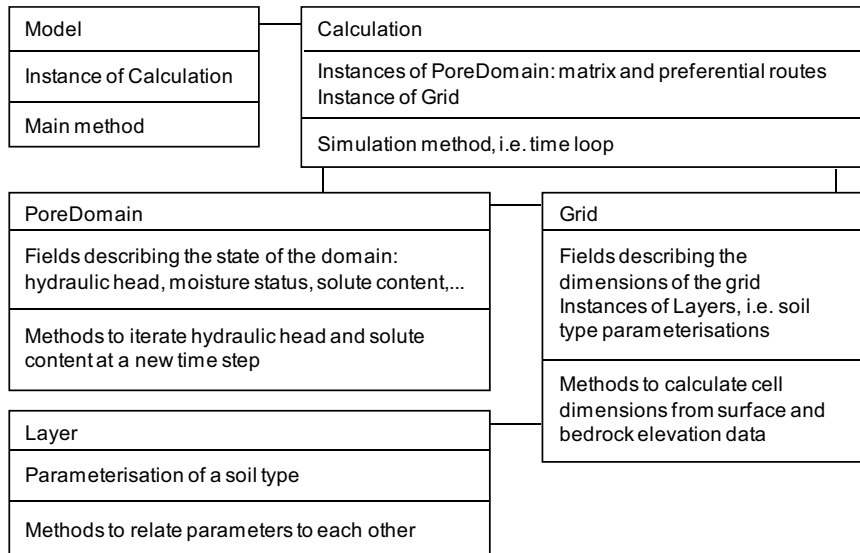 Model
Instance of Calculation
Main method
Calculation
Instances of PoreDomain: matrix and preferential routes
Instance of Grid
Simulation method, i.e. time loop
PoreDomain
Fields describing the state of the domain:
hydraulic head, moisture status, solute content,...
Methods to iterate hydraulic head and solute
content at a new time step
Grid
Fields describing the
dimensions of the grid
Instances of Layers, i.e. soil
type parameterisations
Methods to calculate cell
dimensions from surface and
bedrock elevation data
Layer
Parameterisation of a soil type
Methods to relate parameters to each other